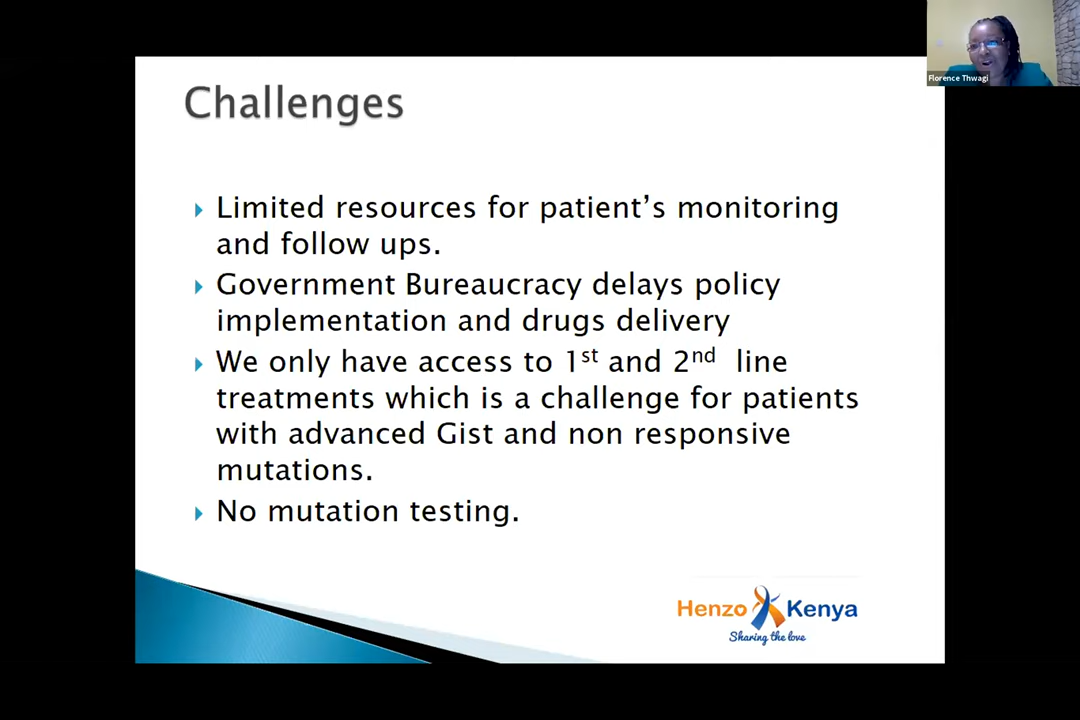 Florence Thwagi
Challenges
Limited resources for patient’s monitoring
and follow ups.
Government Bureaucracy delays policy
implementation and drugs delivery
We only have access to 1st and 2nd line
treatments which is a challenge for patients
with advanced Gist and non responsive
mutations.
No mutation testing.
Henzo Kenya
Sharing the love